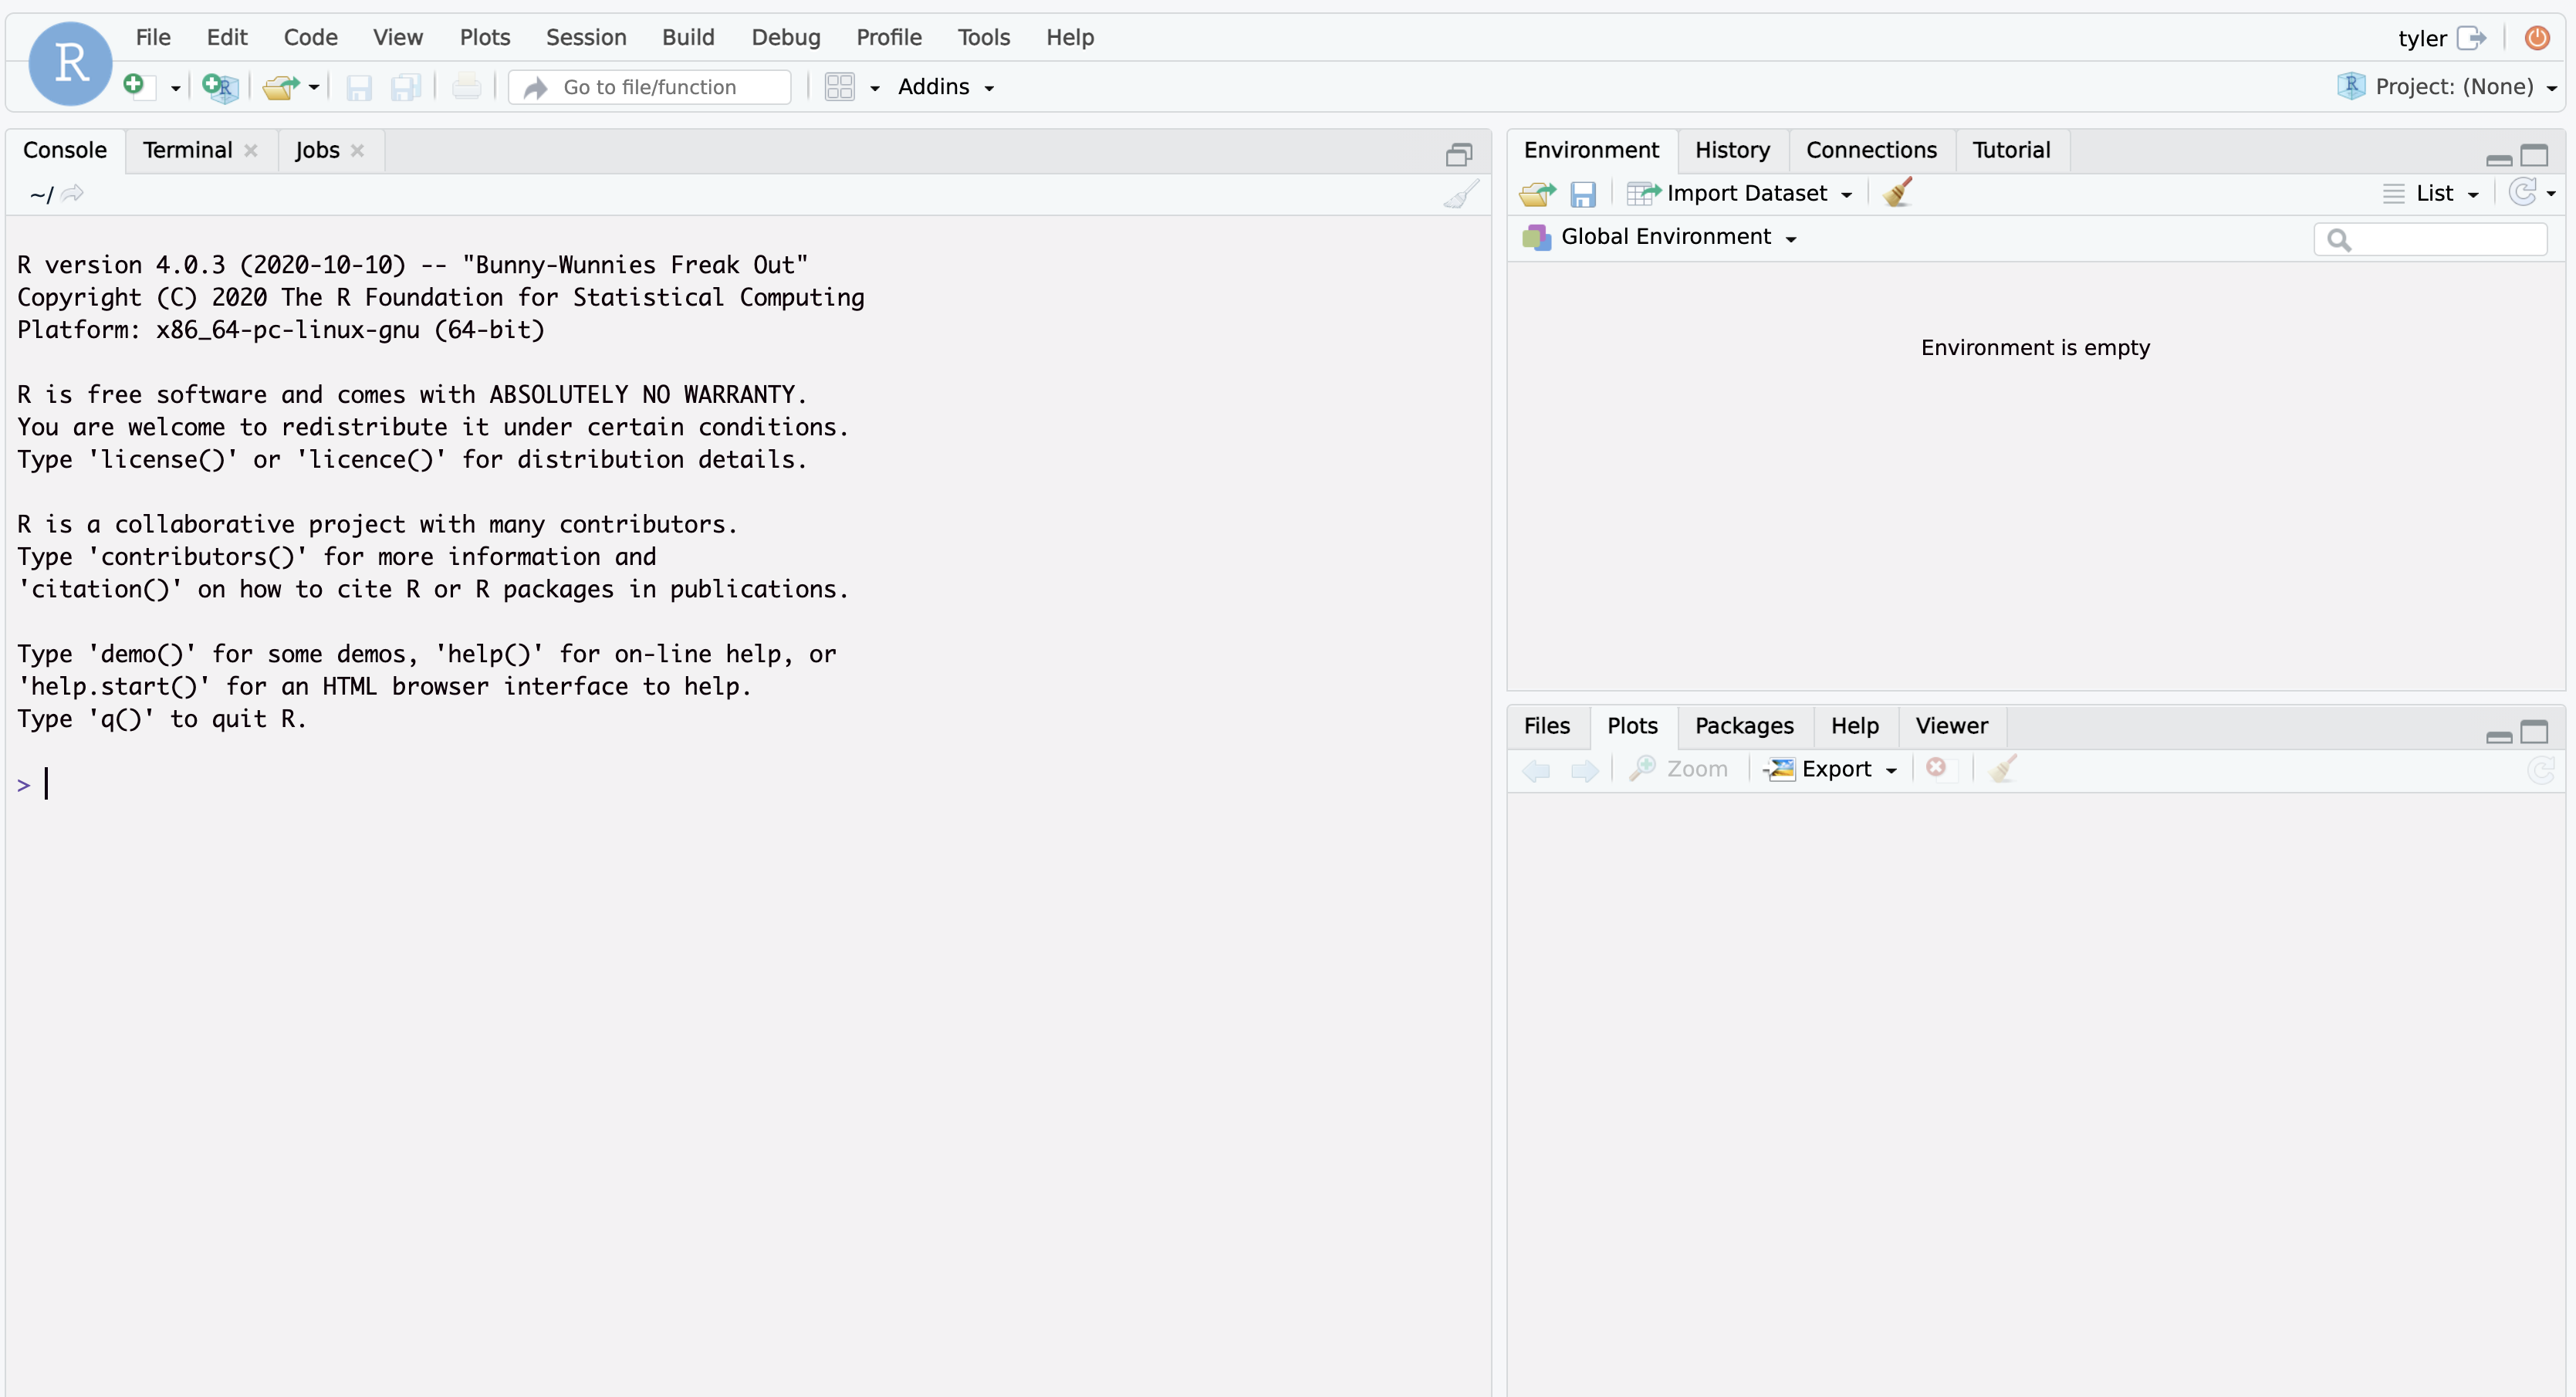 R
File Edit Code View Plots Session Build Debug Profile Tools Help
tyler
R Go to file/function Addins
R Project: (None)
Console Terminal Jobs
~/
R version 4.0.3 (2020-10-10) -- "Bunny-Wunnies Freak Out"
Copyright (C) 2020 The R Foundation for Statistical Computing
Platform: x86_64-pc-linux-gnu (64-bit)
R is free software and comes with ABSOLUTELY NO WARRANTY.
You are welcome to redistribute it under certain conditions.
Type 'license()' or 'licence()' for distribution details.
R is a collaborative project with many contributors.
Type 'contributors()' for more information and
'citation()' on how to cite R or R packages in publications.
Type 'demo()' for some demos, 'help()' for on-line help, or
'help.start()' for an HTML browser interface to help.
Type 'q()' to quit R.
>
Environment History Connections Tutorial
Import Dataset List
Global Environment
Environment is empty
Files Plots Packages Help Viewer
Zoom Export